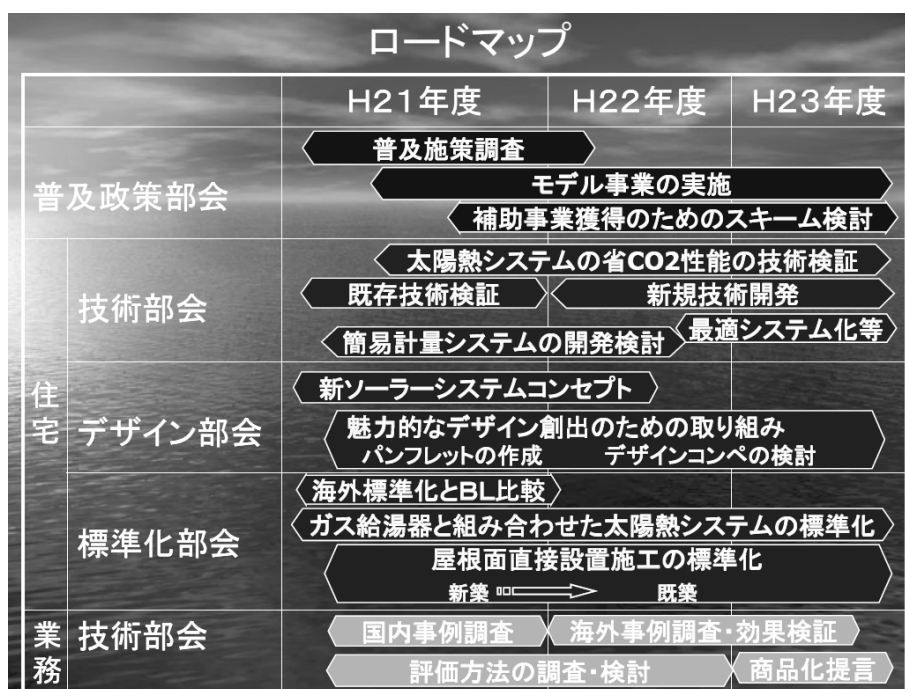 ロードマップ
H21年度 H22年度 H23年度
普及政策部会
普及施策調査
モデル事業の実施
補助事業獲得のためのスキーム検討
住宅
技術部会
太陽熱システムの省CO2性能の技術検証
既存技術検証 新規技術開発
簡易計量システムの開発検討 最適システム化等
デザイン部会
新ソーラーシステムコンセプト
魅力的なデザイン創出のための取り組み
パンフレットの作成 デザインコンペの検討
標準化部会
海外標準化とBL比較
ガス給湯器と組み合わせた太陽熱システムの標準化
屋根面直接設置施工の標準化
新築 既築
業務
技術部会
国内事例調査 海外事例調査・効果検証
評価方法の調査・検討 商品化提言